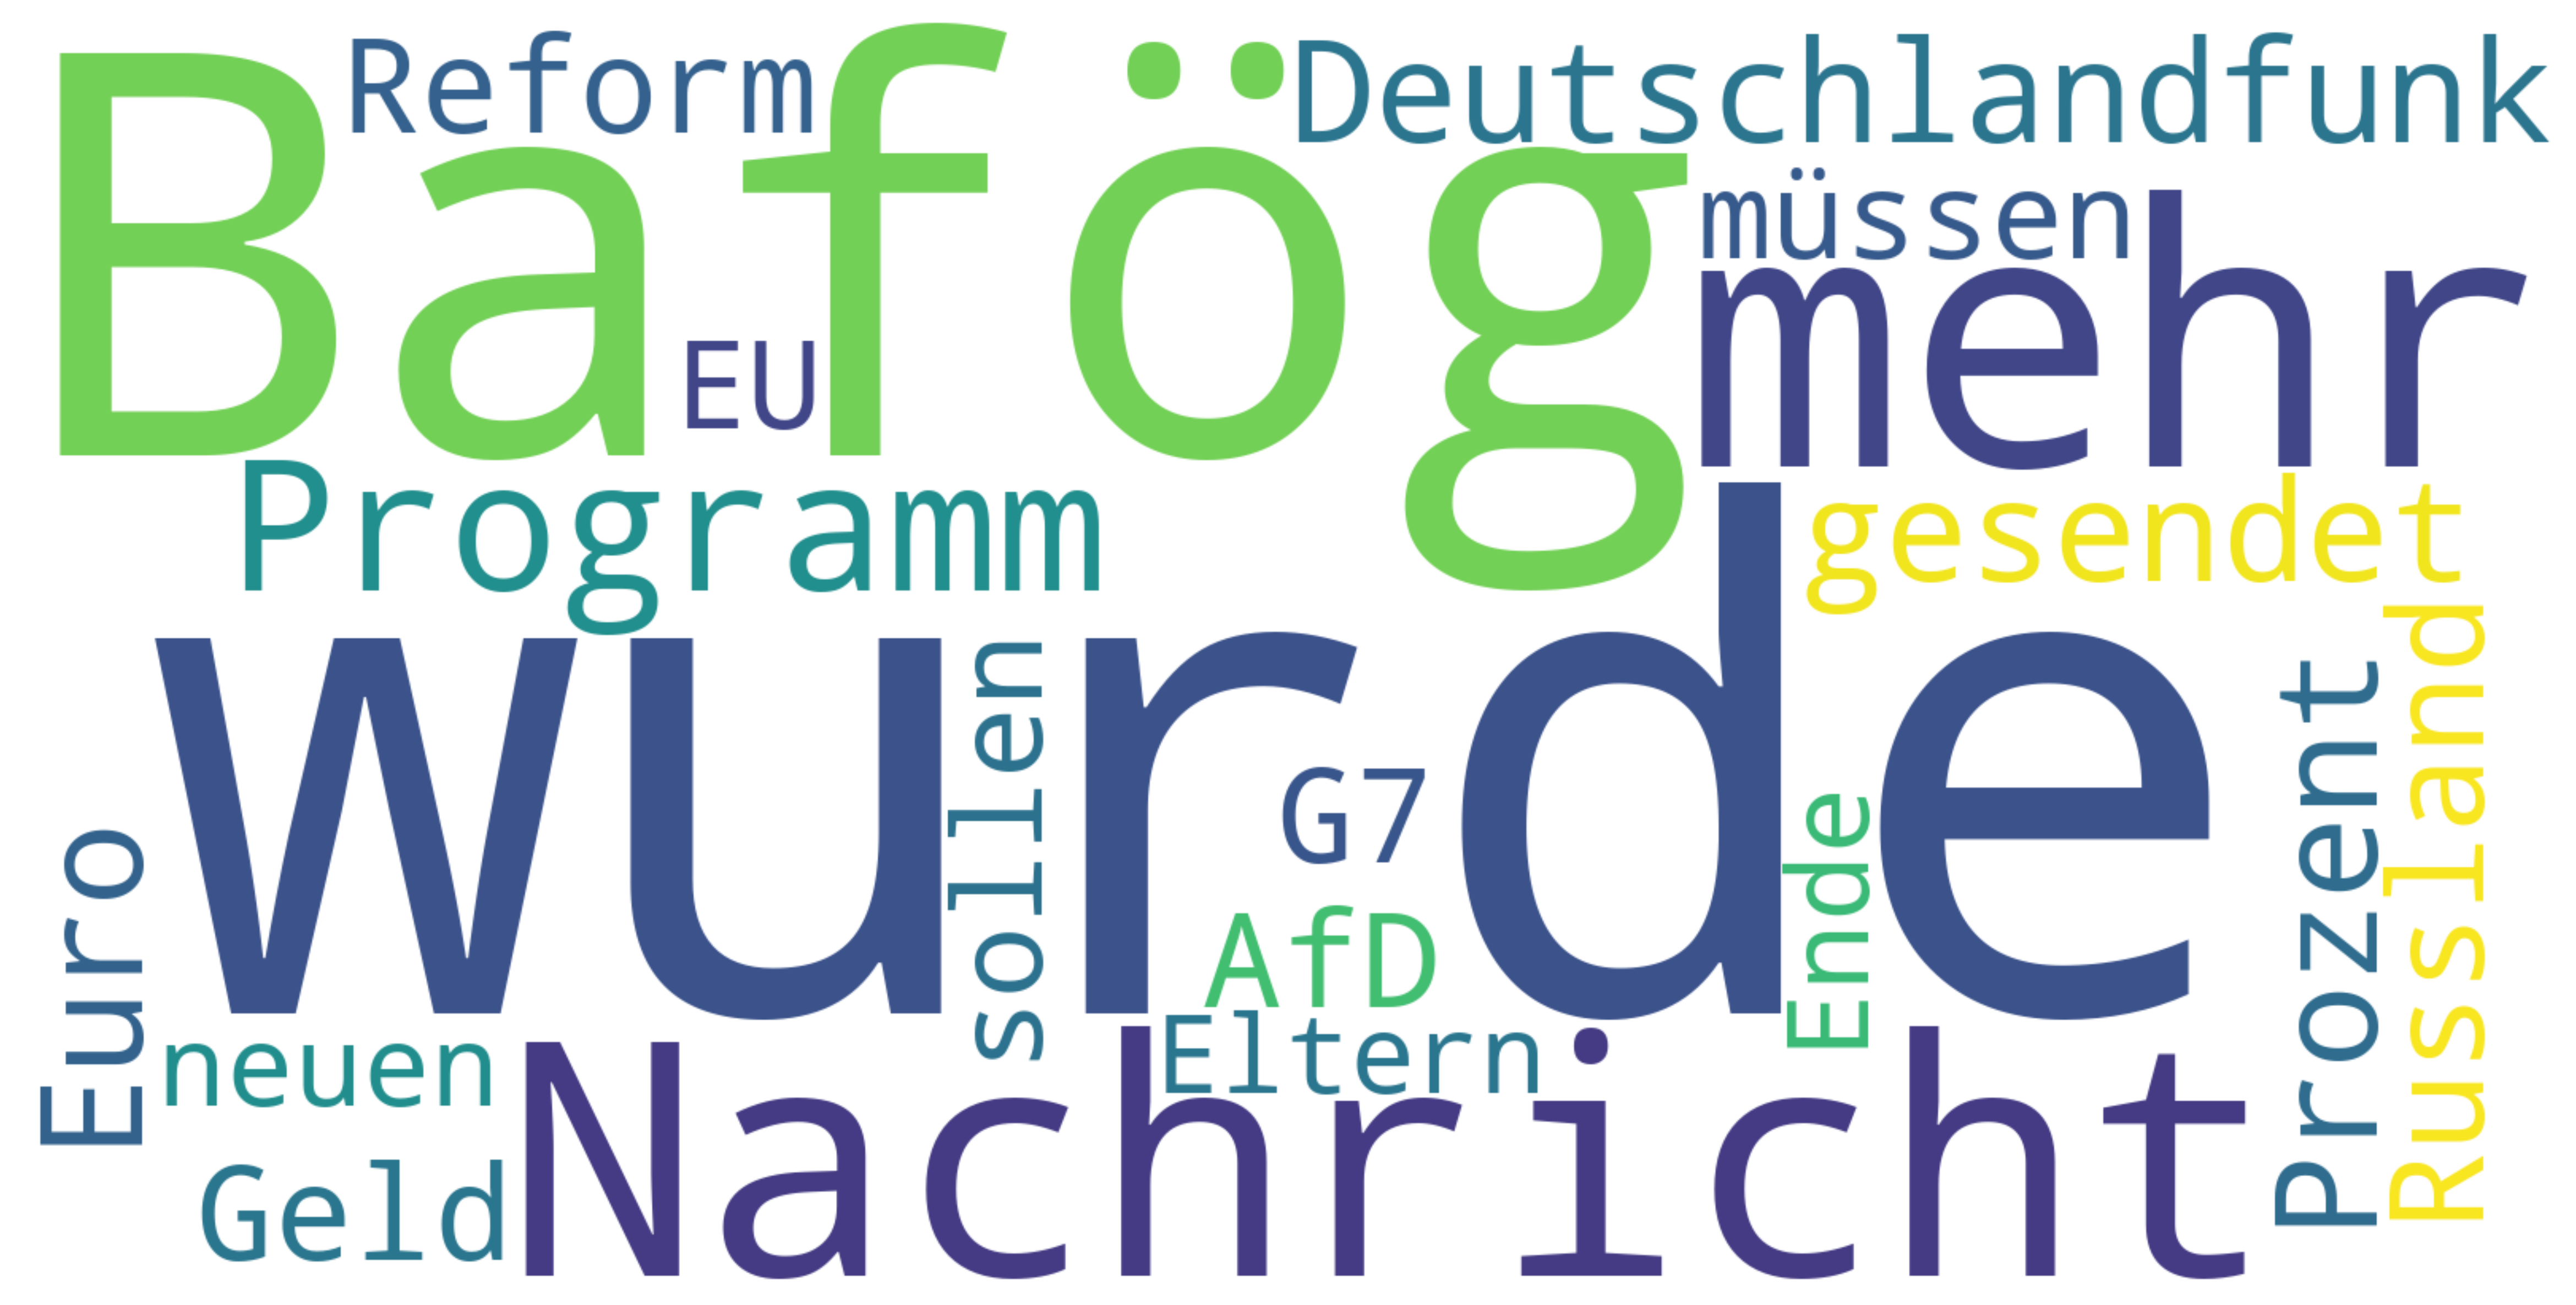 Reform
Deutschlandfunk
Bafög
müssen
mehr
EU
Programm
gesendet
wurde
sollen
G7
AfD
Ende
Prozent
Russland
Euro
neuen
Eltern
Nachricht
Geld